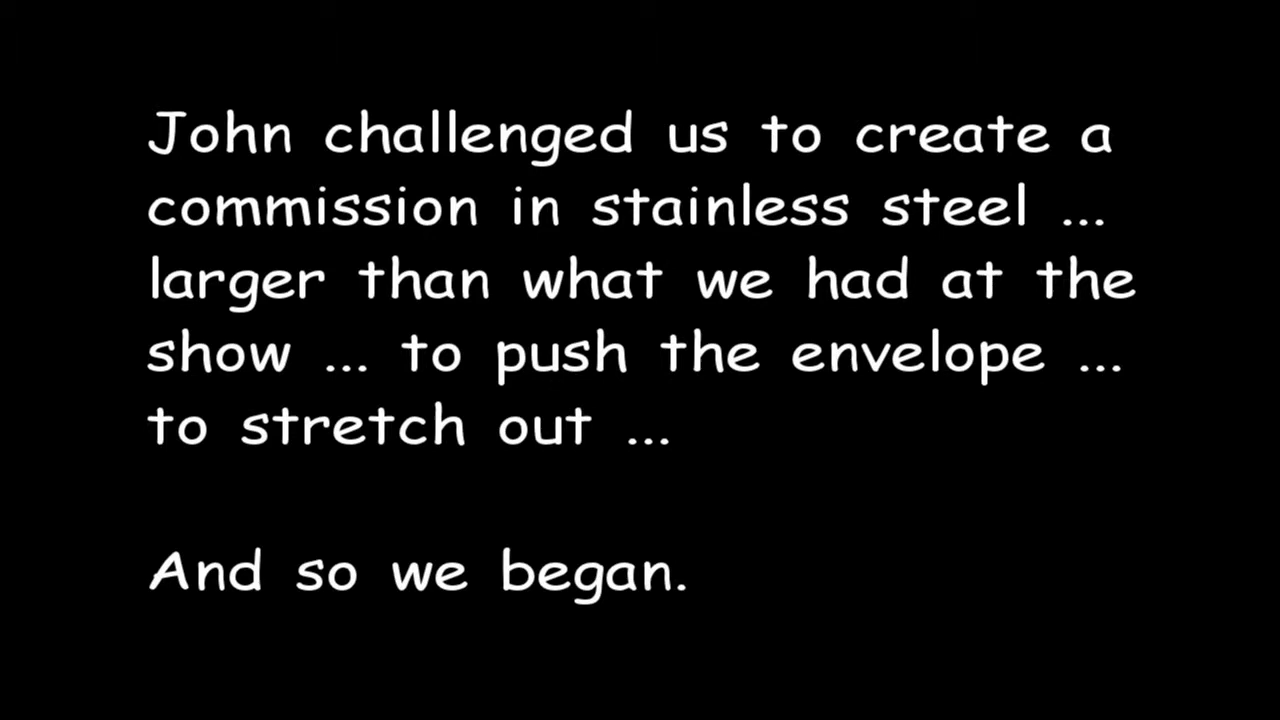 John challenged us to create a
commission in stainless steel ...
larger than what we had at the
show ... to push the envelope ...
to stretch out ...
And so we began.